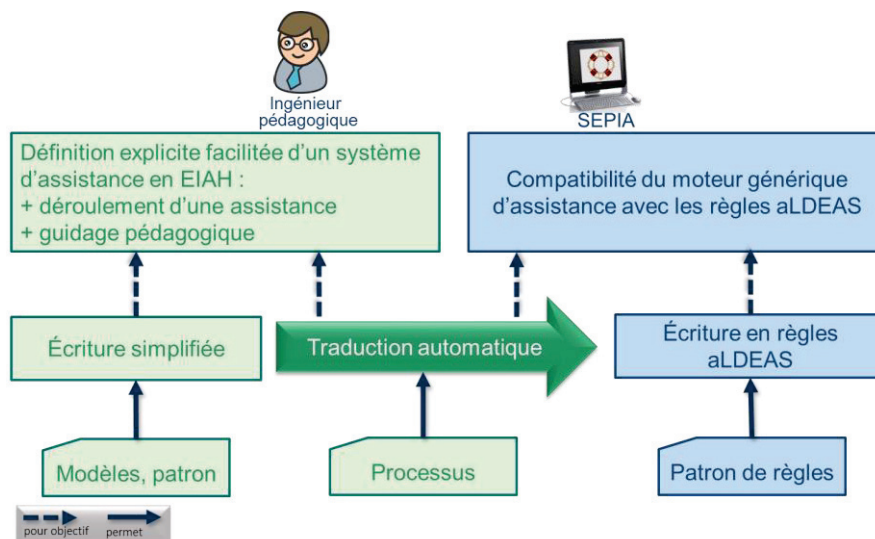 Ingénieur
pédagogique
SEPIA
Définition explicite facilitée d'un système
d'assistance en EIAH :
+ déroulement d'une assistance
+ guidage pédagogique
Compatibilité du moteur générique
d'assistance avec les règles aLDEAS
Écriture simplifiée
Traduction automatique
Écriture en règles
aLDEAS
Modèles, patron
Processus
Patron de règles
pour objectif
permet